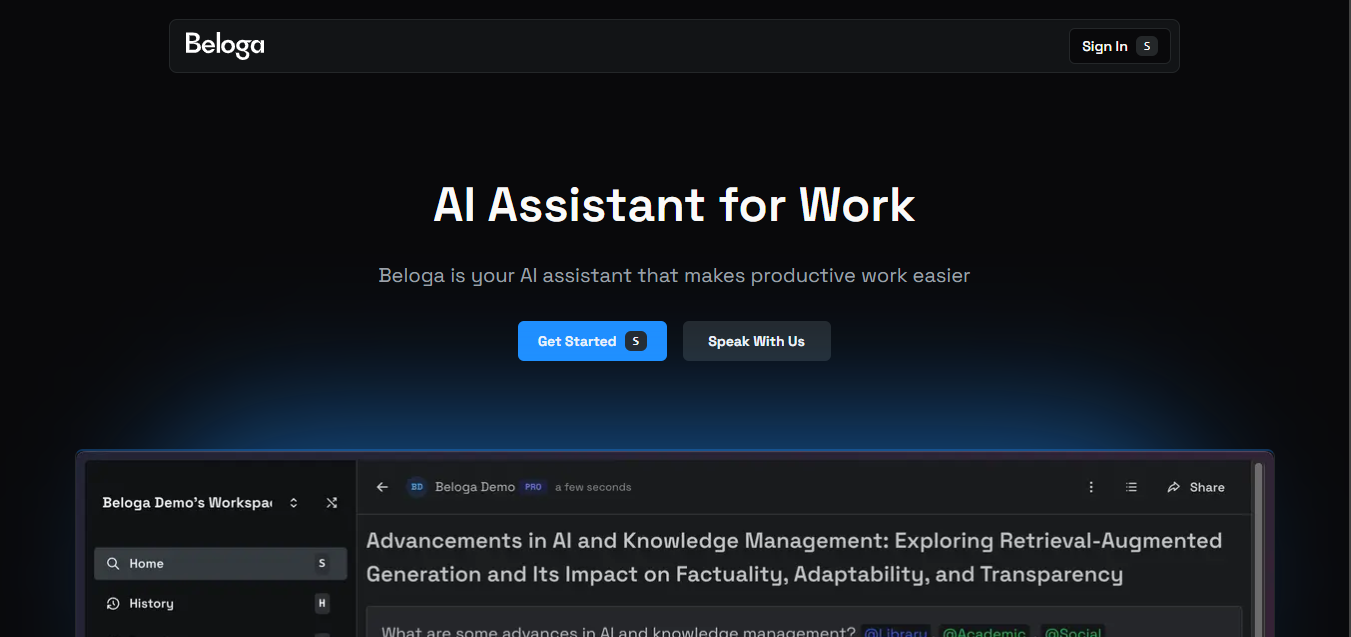 Beloga
Sign In S
AI Assistant for Work
Beloga is your AI assistant that makes productive work easier
Get Started S
Speak With Us
Beloga Demo's Workspa
Home S
History H
BD Beloga Demo PRO a few seconds
Share
Advancements in AI and Knowledge Management: Exploring Retrieval-Augmented
Generation and Its Impact on Factuality, Adaptability, and Transparency
What are some advances in AI and knowledge management? @Library @Academic @Social